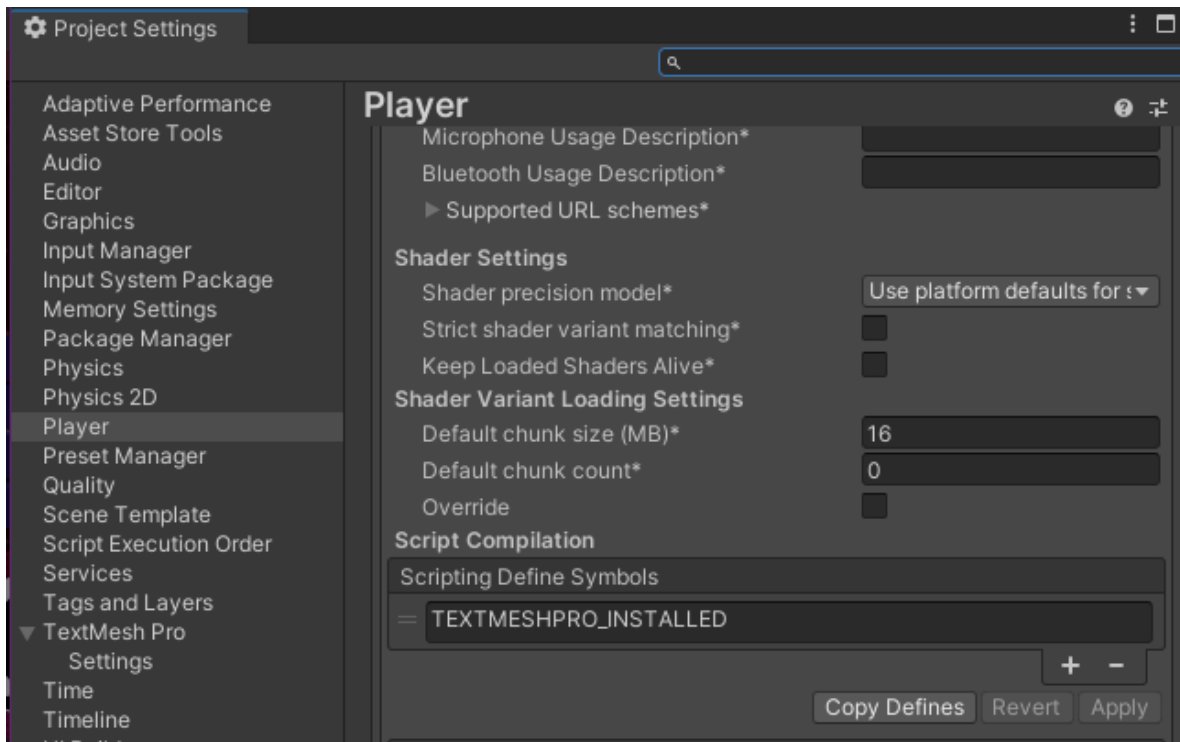 Project Settings
Adaptive Performance
Asset Store Tools
Audio
Editor
Graphics
Input Manager
Input System Package
Memory Settings
Package Manager
Physics
Physics 2D
Player
Preset Manager
Quality
Scene Template
Script Execution Order
Services
Tags and Layers
TextMesh Pro
Settings
Time
Timeline
Player
Microphone Usage Description*
Bluetooth Usage Description*
Supported URL schemes*
Shader Settings
Shader precision model* Use platform defaults for
Strict shader variant matching*
Keep Loaded Shaders Alive*
Shader Variant Loading Settings
Default chunk size (MB)* 16
Default chunk count* 0
Override
Script Compilation
Scripting Define Symbols
= TEXTMESHPRO_INSTALLED
+ -
Copy Defines Revert Apply